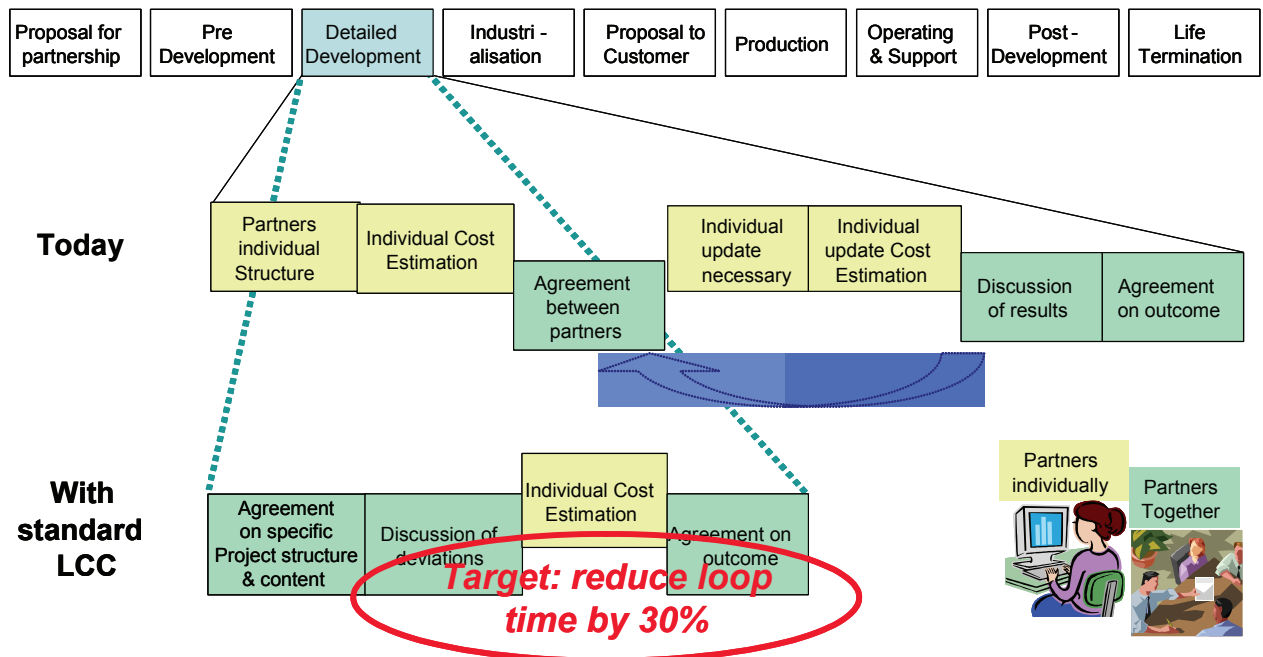 Proposal for
partnership
Pre
Development
Detailed
Development
Industri -
alisation
Proposal to
Customer
Production
Operating
& Support
Post -
Development
Life
Termination
Today
Partners
individual
Structure
Individual Cost
Estimation
Agreement
between
partners
Individual
update
necessary
Individual
update Cost
Estimation
Discussion
of results
Agreement
on outcome
With
standard
LCC
Agreement
on specific
Project structure
& content
Discussion of
deviations
Individual Cost
Estimation
Agreement on
outcome
Target: reduce loop
time by 30%
Partners
individually
Partners
Together